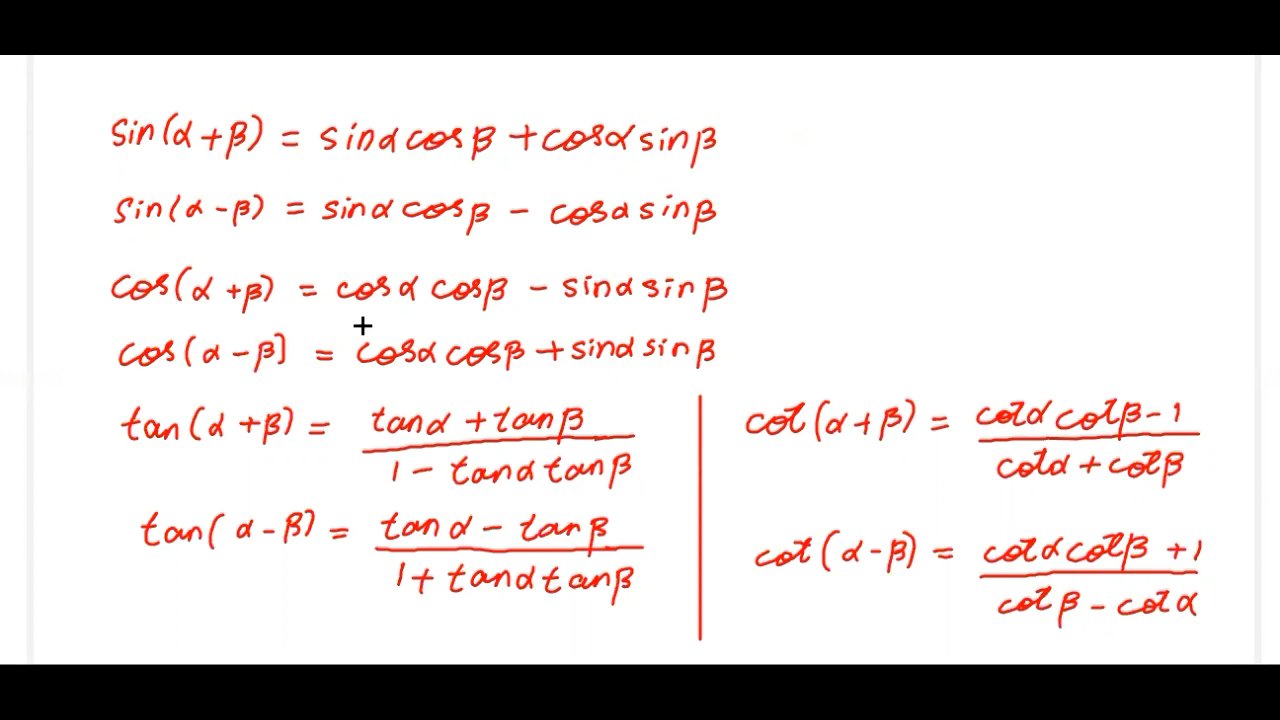 sin(α+β) = sinα cosβ + cosα sinβ
sin(α-β) = sinα cosβ - cosα sinβ
cos(α+β) = cosα cosβ - sinα sinβ
cos(α-β] = cosα cosβ + sinα sinβ
tan(α+β) = tanα + tanβ
1 - tanα tanβ
tan(α-β) = tanα - tanβ
1 + tanα tanβ
cot(α+β) = cotα cotβ - 1
cotα + cotβ
cot(α-β) = cotα cotβ + 1
cotβ - cotα